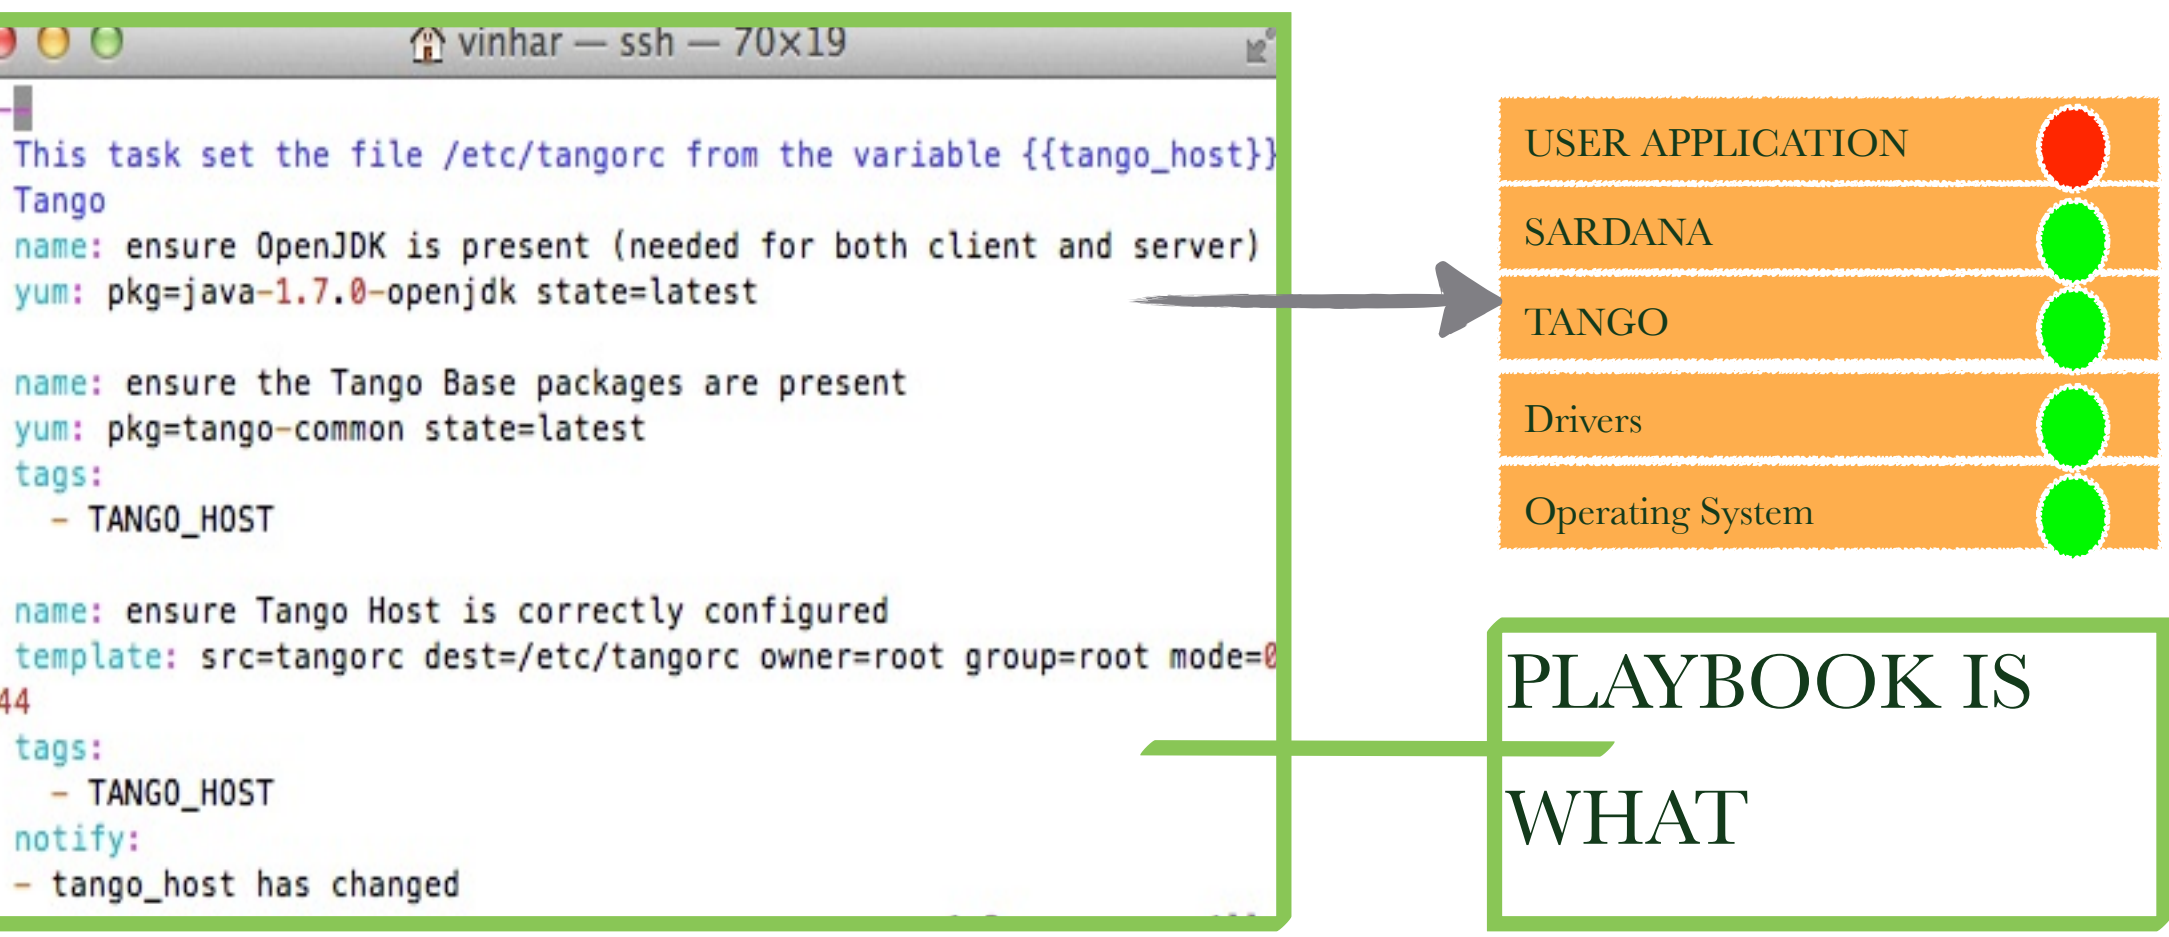 vinhar — ssh — 70×19
--
This task set the file /etc/tangorc from the variable {{tango_host}}
Tango
name: ensure OpenJDK is present (needed for both client and server)
yum: pkg=java-1.7.0-openjdk state=latest
name: ensure the Tango Base packages are present
yum: pkg=tango-common state=latest
tags:
- TANGO_HOST
name: ensure Tango Host is correctly configured
template: src=tangorc dest=/etc/tangorc owner=root group=root mode=0
44
tags:
- TANGO_HOST
notify:
- tango_host has changed
USER APPLICATION
SARDANA
TANGO
Drivers
Operating System
PLAYBOOK IS
WHAT